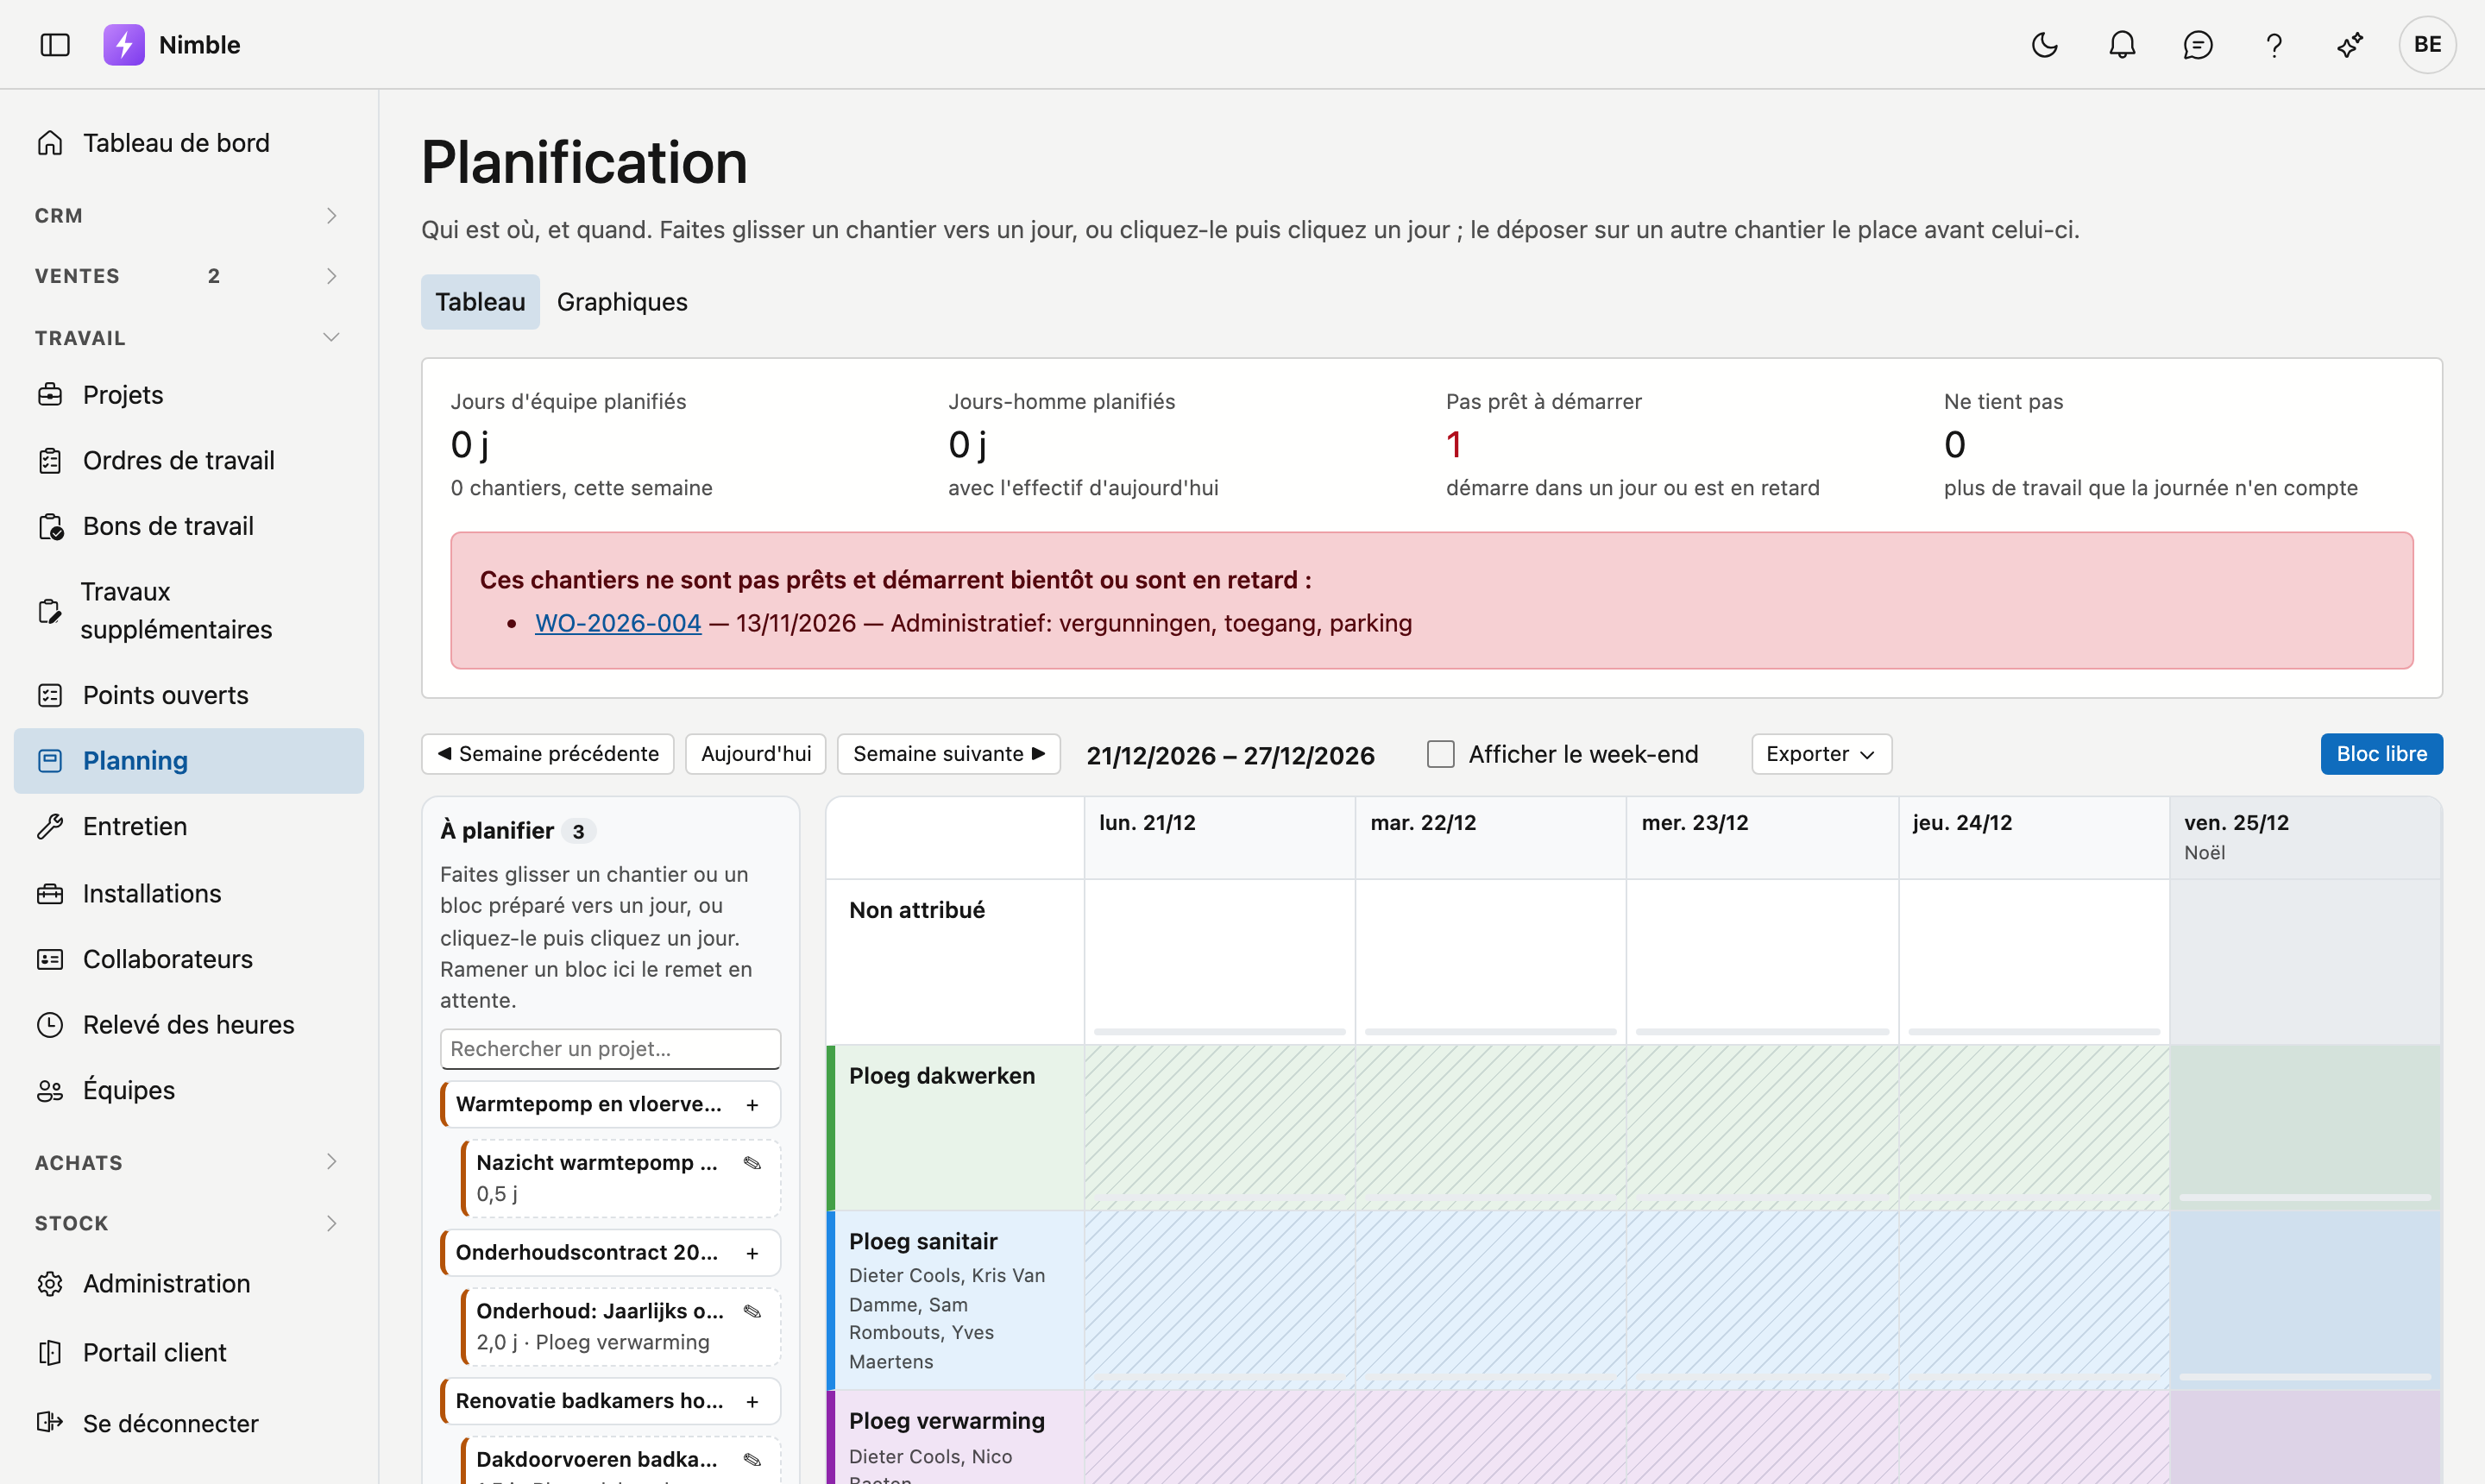 Nimble
BE
Tableau de bord
CRM
VENTES 2
TRAVAIL
Projets
Ordres de travail
Bons de travail
Travaux
supplémentaires
Points ouverts
Planning
Entretien
Installations
Collaborateurs
Relevé des heures
Équipes
ACHATS
STOCK
Administration
Portail client
Se déconnecter
Planification
Qui est où, et quand. Faites glisser un chantier vers un jour, ou cliquez-le puis cliquez un jour ; le déposer sur un autre chantier le place avant celui-ci.
Tableau Graphiques
Jours d'équipe planifiés
0 j
0 chantiers, cette semaine
Jours-homme planifiés
0 j
avec l'effectif d'aujourd'hui
Pas prêt à démarrer
1
démarre dans un jour ou est en retard
Ne tient pas
0
plus de travail que la journée n'en compte
Ces chantiers ne sont pas prêts et démarrent bientôt ou sont en retard :
• WO-2026-004 — 13/11/2026 — Administratief: vergunningen, toegang, parking
◀ Semaine précédente Aujourd'hui Semaine suivante ▶ 21/12/2026 – 27/12/2026 Afficher le week-end Exporter Bloc libre
À planifier 3
Faites glisser un chantier ou un
bloc préparé vers un jour, ou
cliquez-le puis cliquez un jour.
Ramener un bloc ici le remet en
attente.
Rechercher un projet...
Warmtepomp en vloerve... +
Nazicht warmtepomp ...
0,5 j
Onderhoudscontract 20... +
Onderhoud: Jaarlijks o...
2,0 j · Ploeg verwarming
Renovatie badkamers ho... +
Dakdoorvoeren badka...
lun. 21/12 mar. 22/12 mer. 23/12 jeu. 24/12 ven. 25/12
Noël
Non attribué
Ploeg dakwerken
Ploeg sanitair
Dieter Cools, Kris Van
Damme, Sam
Rombouts, Yves
Maertens
Ploeg verwarming
Dieter Cools, Nico